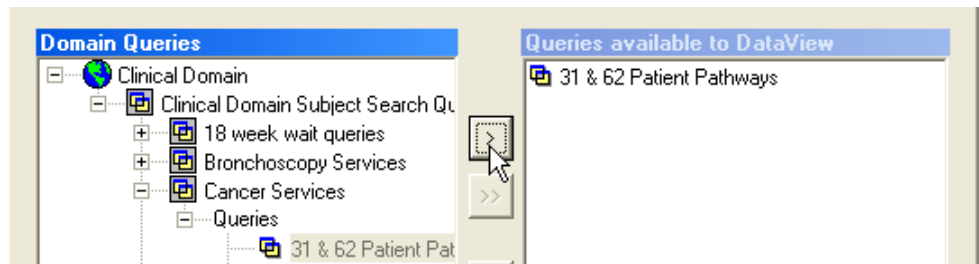 Domain Queries
Clinical Domain
Clinical Domain Subject Search Qu
18 week wait queries
Bronchoscopy Services
Cancer Services
Queries
31 & 62 Patient Pat
>
>>
Queries available to DataView
31 & 62 Patient Pathways